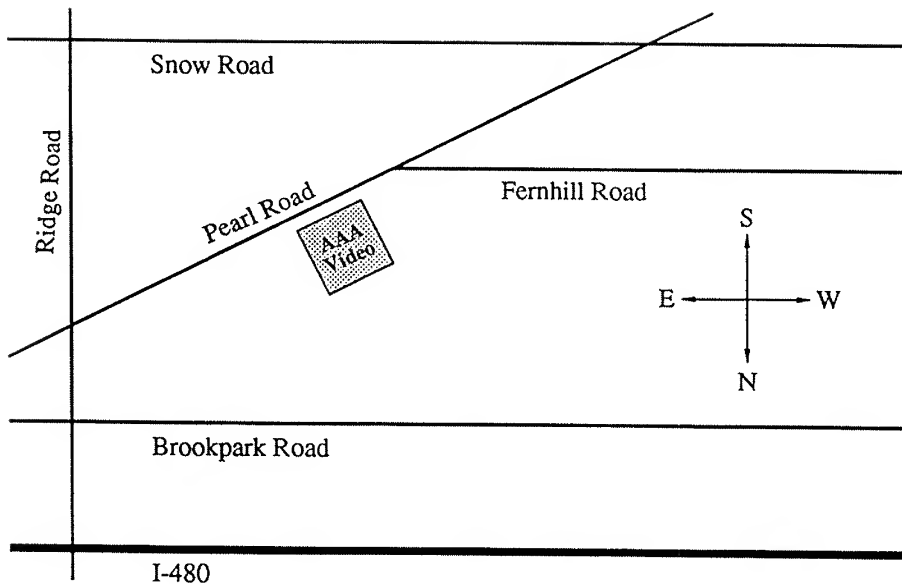 Snow Road
Ridge Road
Pearl Road
Fernhill Road
AAA
Video
S
E
W
N
Brookpark Road
I-480